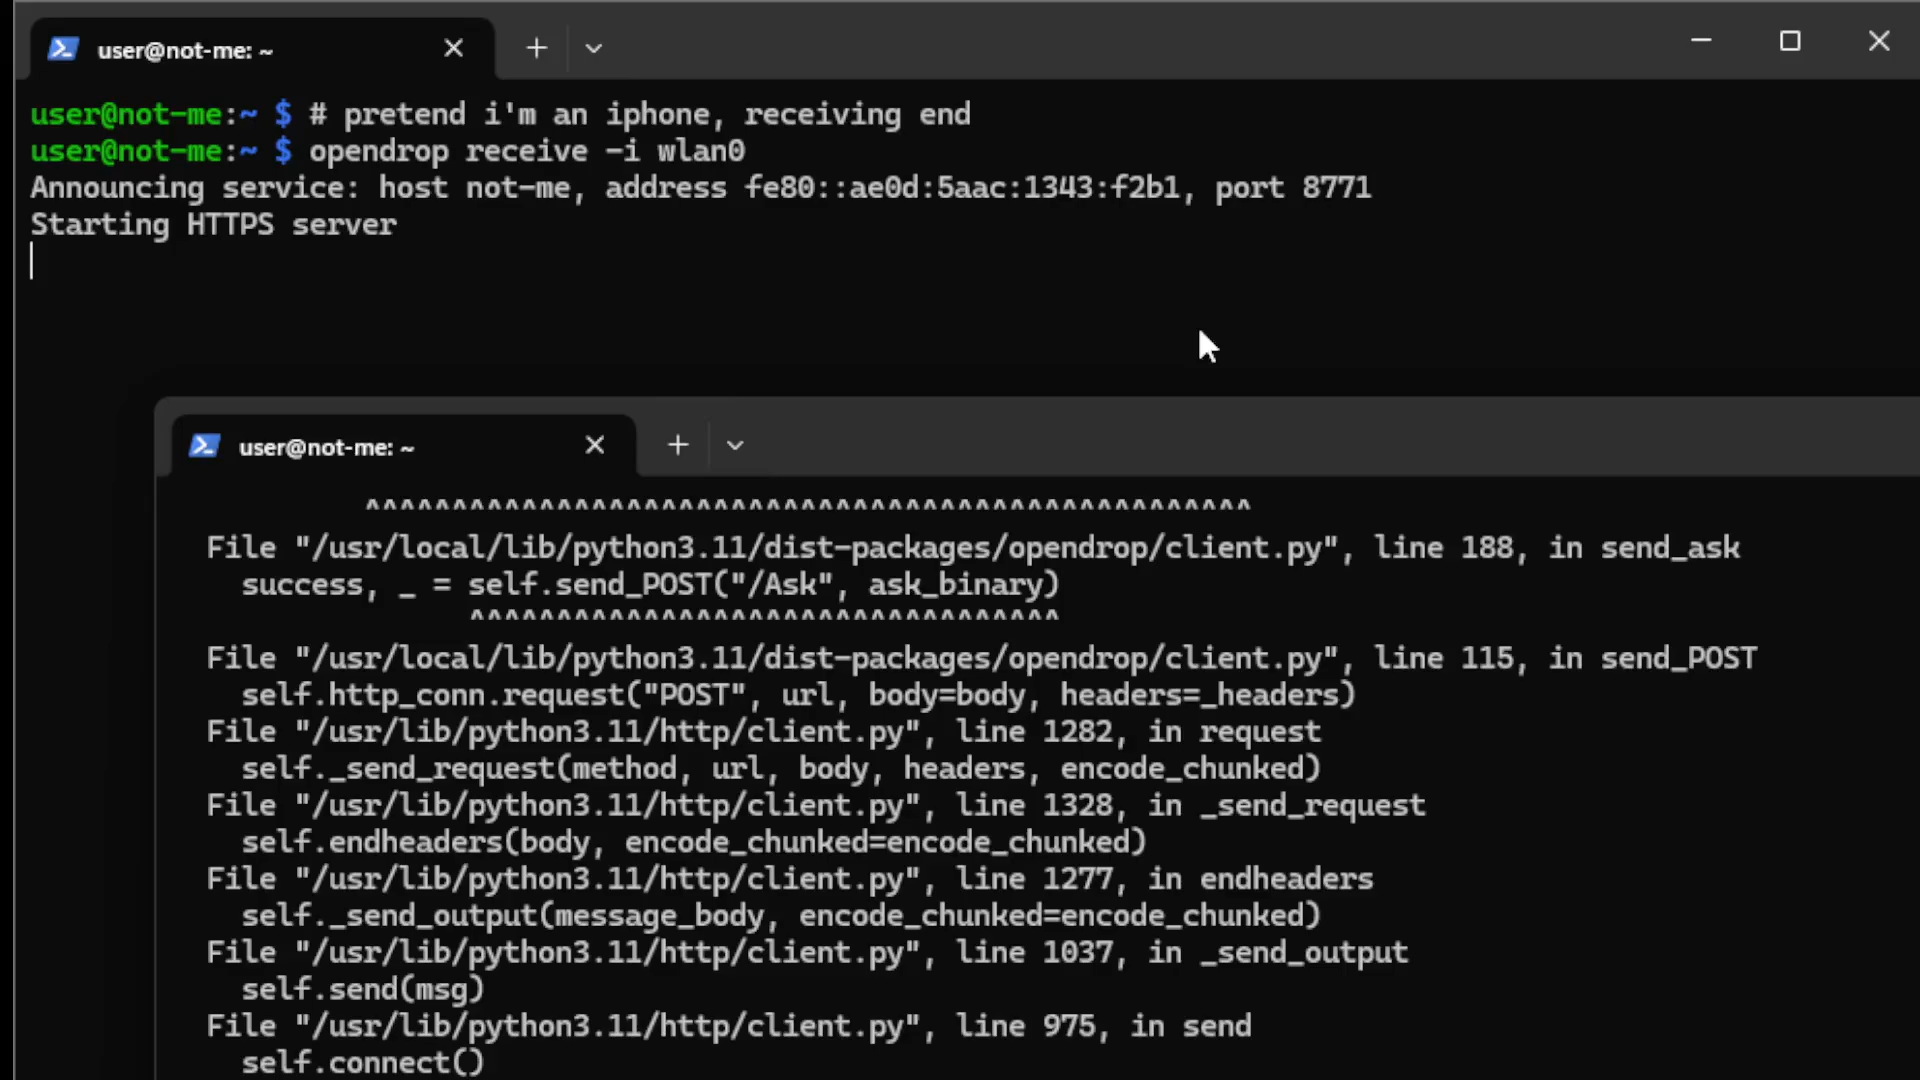 user@not-me: ~
user@not-me:~ $ # pretend i'm an iphone, receiving end
user@not-me:~ $ opendrop receive -i wlan0
Announcing service: host not-me, address fe80::ae0d:5aac:1343:f2b1, port 8771
Starting HTTPS server
user@not-me: ~
^^^^^^^^^^^^^^^^^^^^^^^^^^^^^^^^^^^^^^^^^^^^^^^^^^^
File "/usr/local/lib/python3.11/dist-packages/opendrop/client.py", line 188, in send_ask
success, _ = self.send_POST("/Ask", ask_binary)
^^^^^^^^^^^^^^^^^^^^^^^^^^^^^^^^^^
File "/usr/local/lib/python3.11/dist-packages/opendrop/client.py", line 115, in send_POST
self.http_conn.request("POST", url, body=body, headers=_headers)
File "/usr/lib/python3.11/http/client.py", line 1282, in request
self._send_request(method, url, body, headers, encode_chunked)
File "/usr/lib/python3.11/http/client.py", line 1328, in _send_request
self.endheaders(body, encode_chunked=encode_chunked)
File "/usr/lib/python3.11/http/client.py", line 1277, in endheaders
self._send_output(message_body, encode_chunked=encode_chunked)
File "/usr/lib/python3.11/http/client.py", line 1037, in _send_output
self.send(msg)
File "/usr/lib/python3.11/http/client.py", line 975, in send
self.connect()